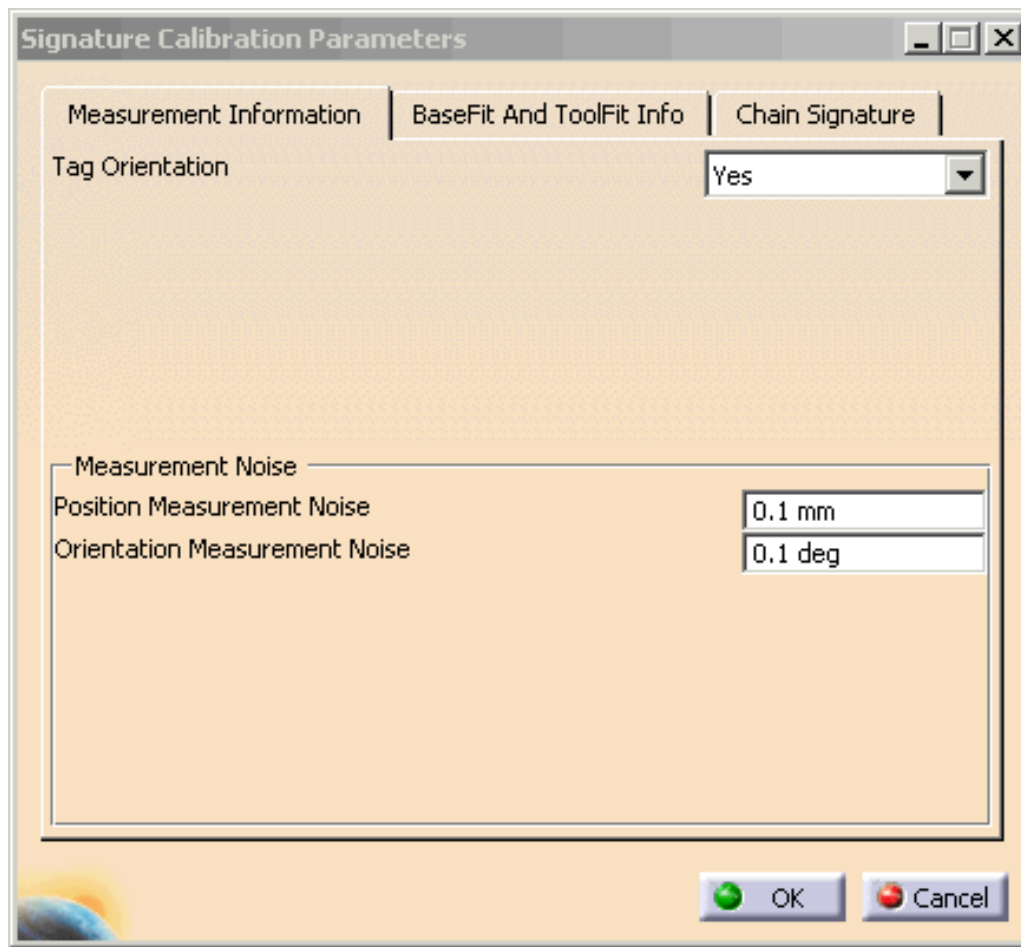 Signature Calibration Parameters
Measurement Information BaseFit And ToolFit Info Chain Signature
Tag Orientation Yes
Measurement Noise
Position Measurement Noise 0.1 mm
Orientation Measurement Noise 0.1 deg
OK Cancel